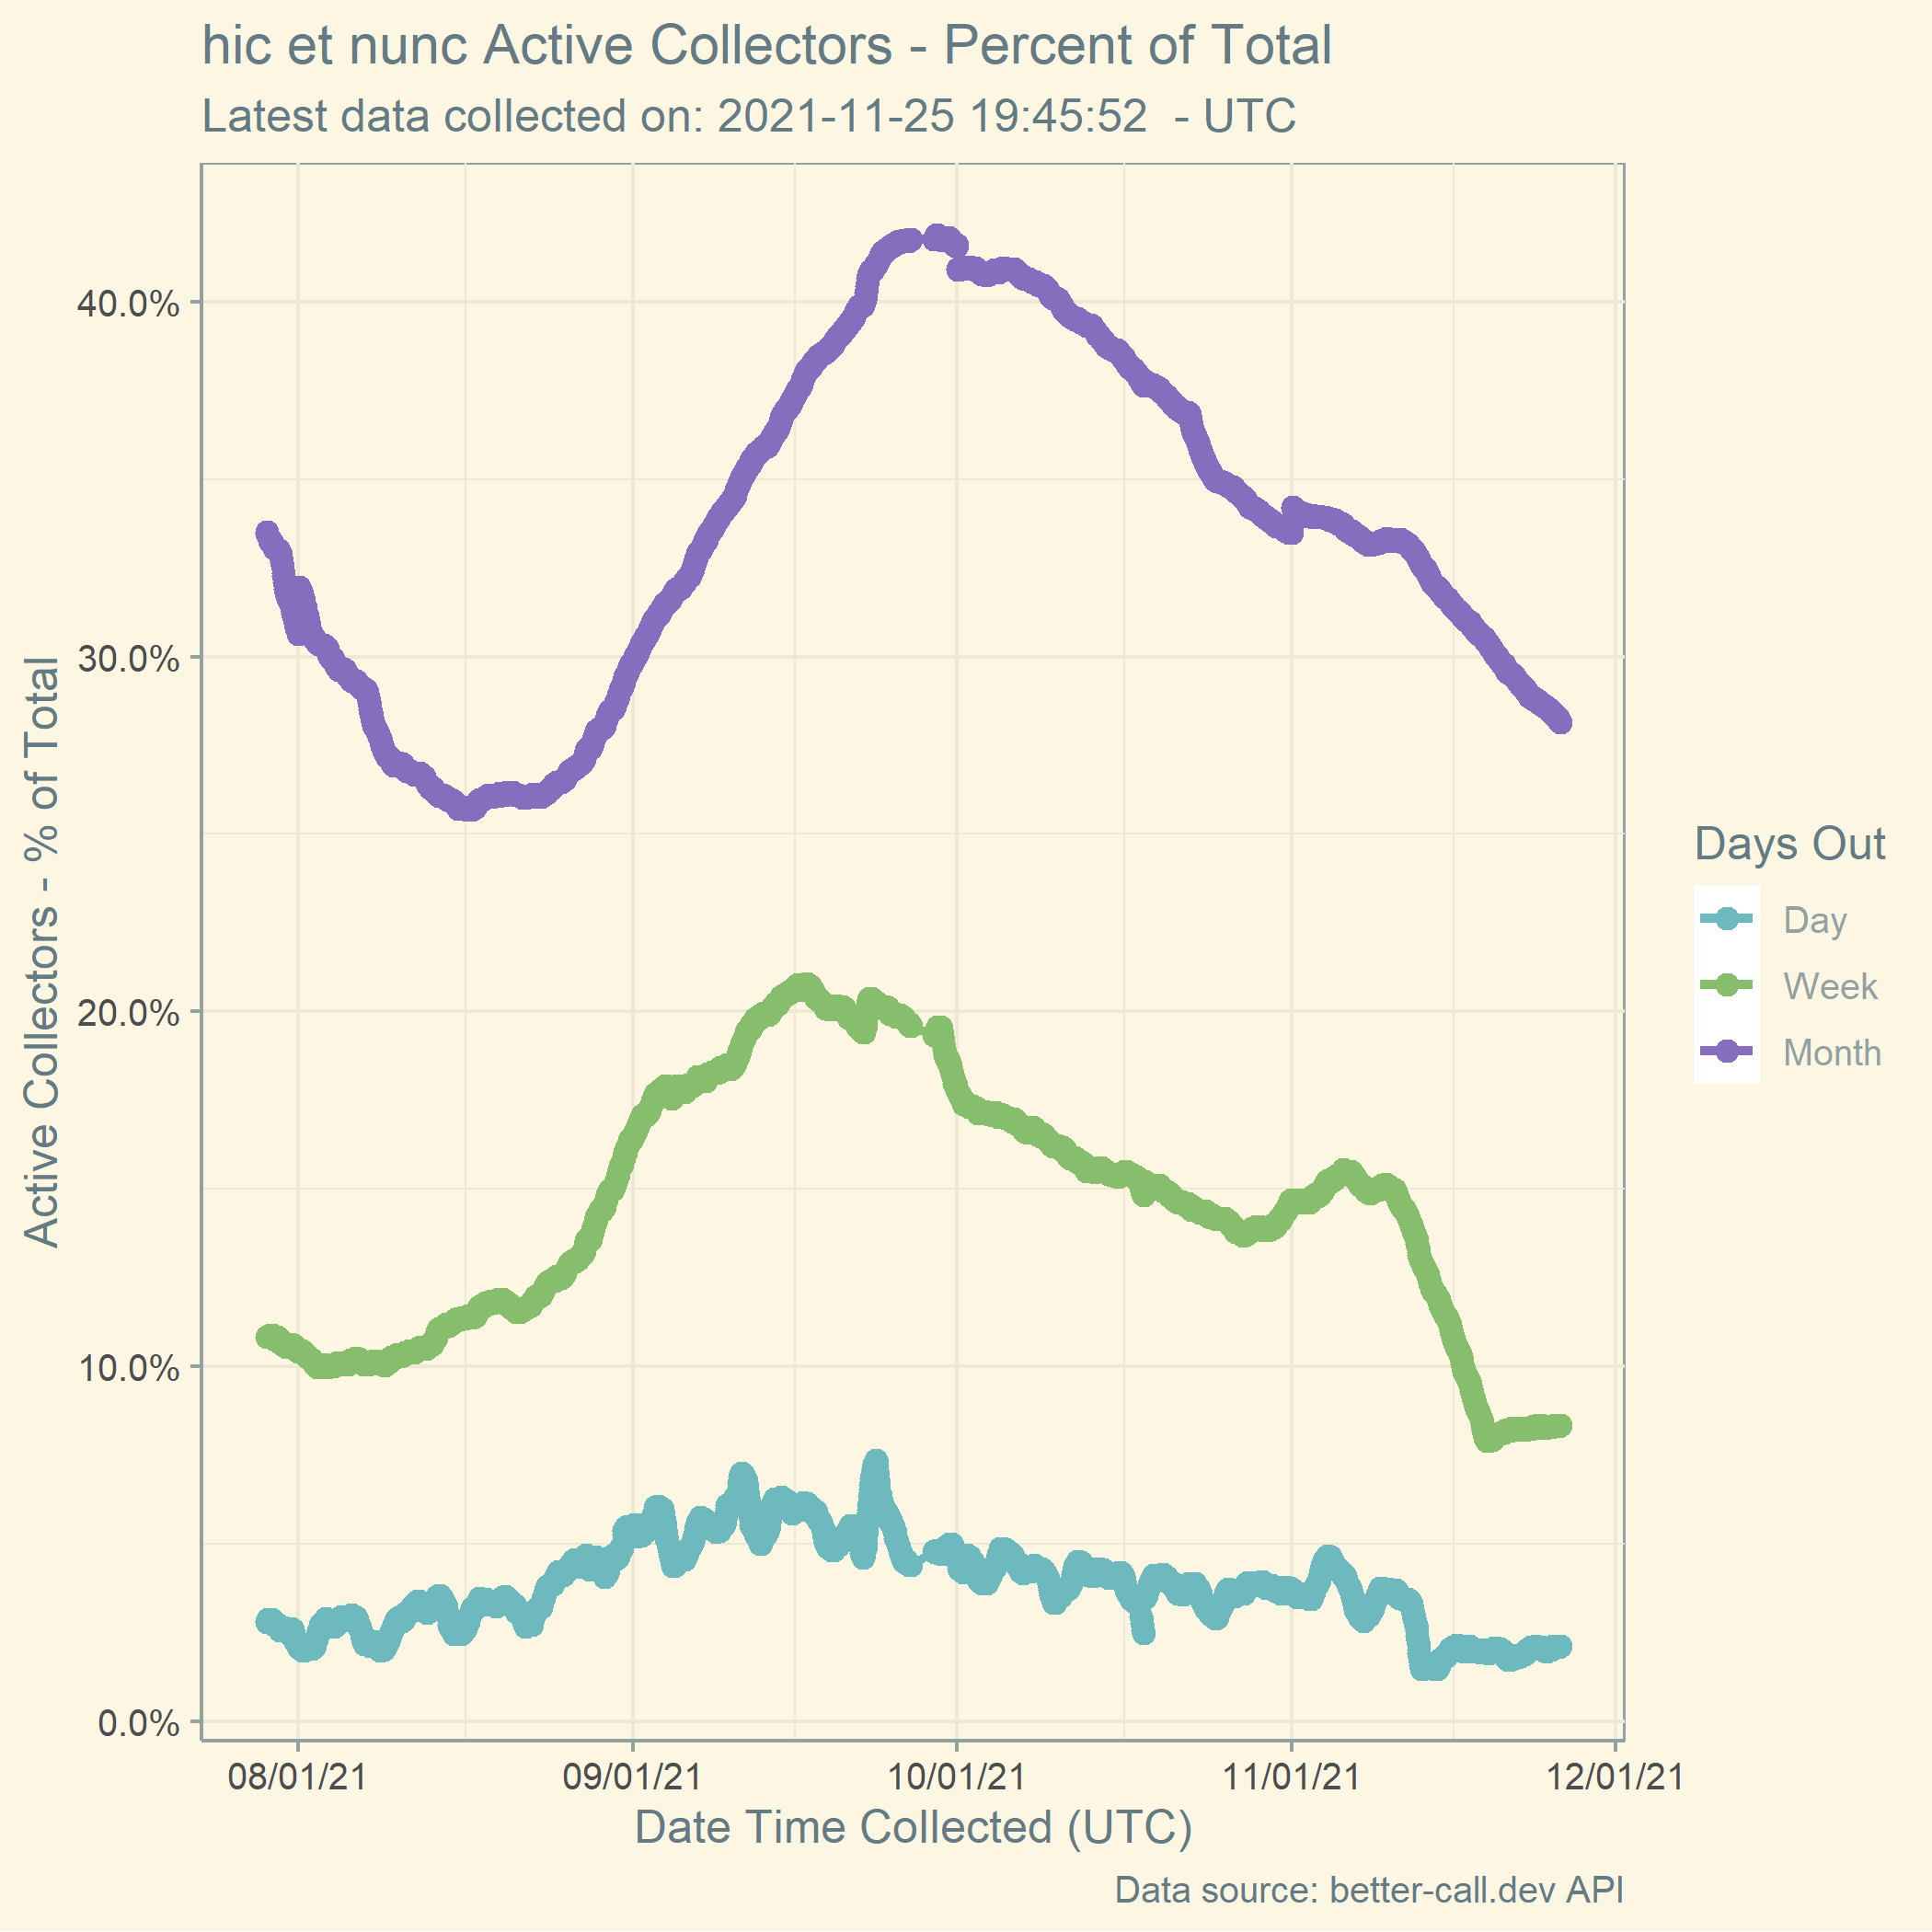 hic et nunc Active Collectors - Percent of Total
Latest data collected on: 2021-11-25 19:45:52  - UTC
Active Collectors - % of Total
40.0%
30.0%
20.0%
10.0%
0.0%
08/01/21
09/01/21
10/01/21
11/01/21
12/01/21
Date Time Collected (UTC)
Days Out
Day
Week
Month
Data source: better-call.dev API